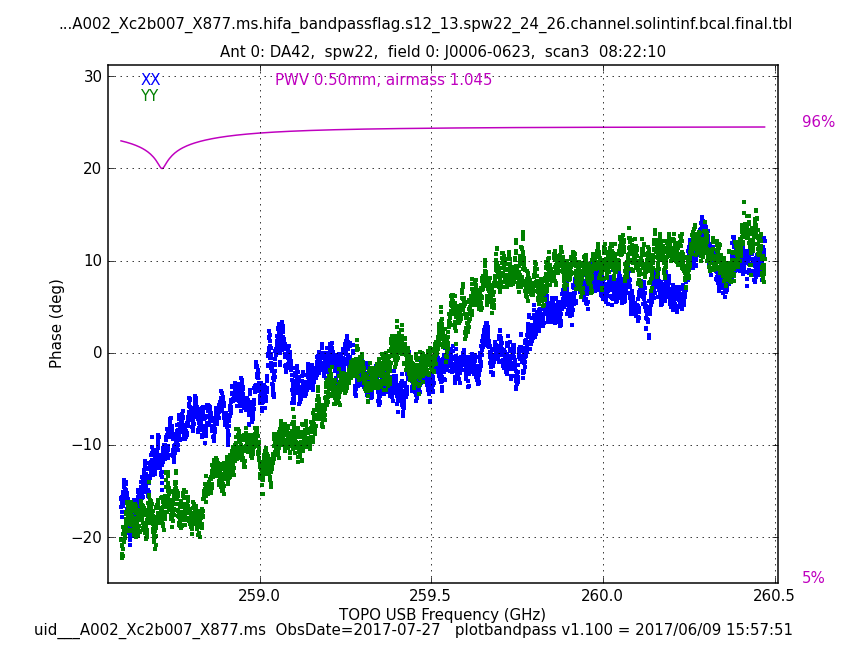 ...A002_Xc2b007_X877.ms.hifa_bandpassflag.s12_13.spw22_24_26.channel.solintinf.bcal.final.tbl
Ant 0: DA42,  spw22,  field 0: J0006-0623,  scan3  08:22:10
XX
YY
PWV 0.50mm, airmass 1.045
96%
5%
Phase (deg)
30
20
10
0
−10
−20
259.0
259.5
260.0
260.5
TOPO USB Frequency (GHz)
uid___A002_Xc2b007_X877.ms  ObsDate=2017-07-27   plotbandpass v1.100 = 2017/06/09 15:57:51